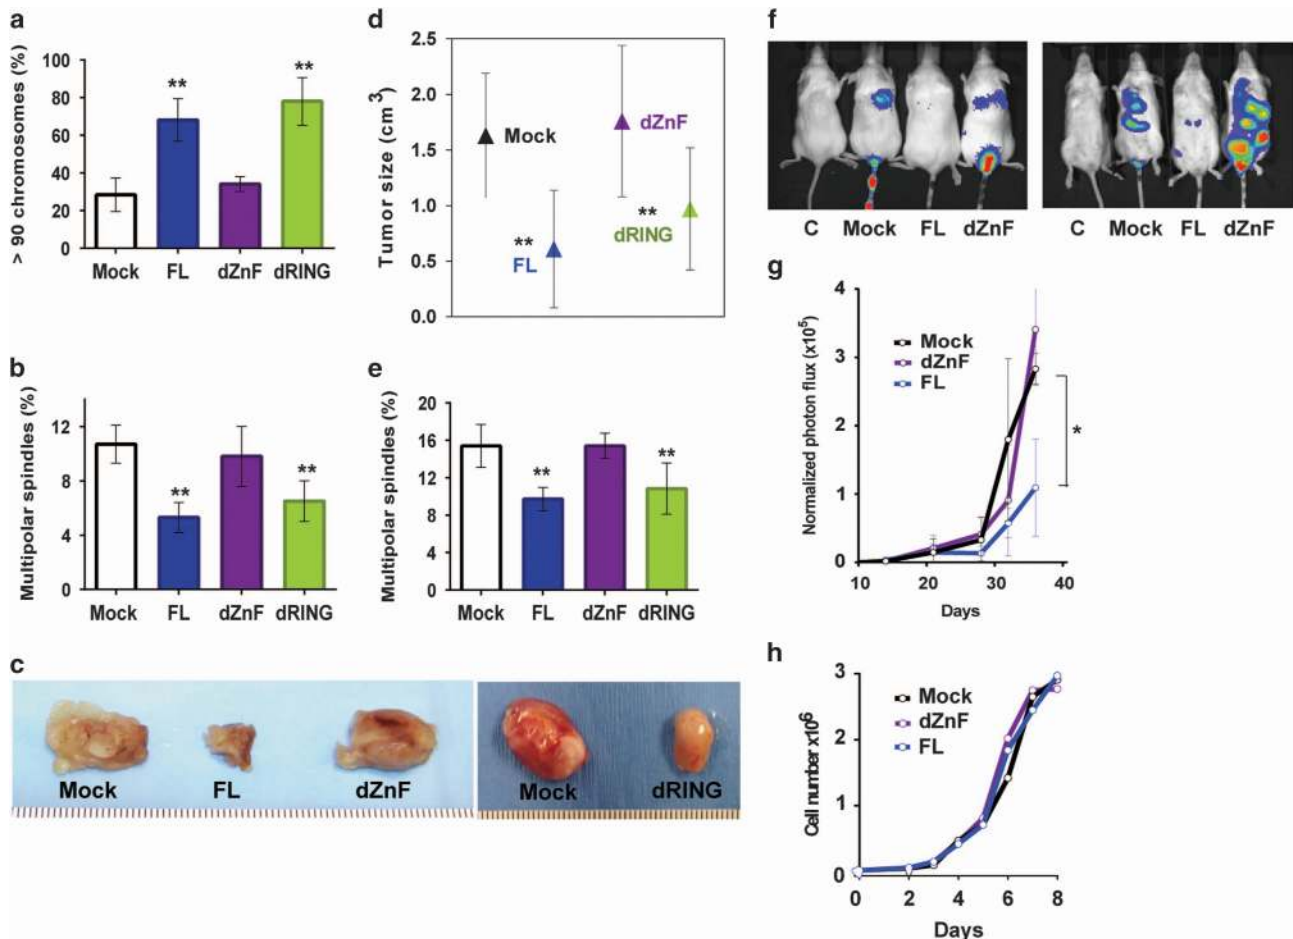 a
> 90 chromosomes (%)
100
80
60
40
20
0
**
**
Mock FL dZnF dRING
b
Multipolar spindles (%)
12
8
4
0
**
**
Mock FL dZnF dRING
c
Mock FL dZnF
Mock dRING
d
Tumor size (cm3)
2.5
2.0
1.5
1.0
0.5
0.0
Mock
dZnF
**
FL
**
dRING
e
Multipolar spindles (%)
20
16
12
8
4
0
**
**
Mock FL dZnF dRING
f
C Mock FL dZnF
C Mock FL dZnF
g
Normalized photon flux (x10⁵)
4
3
2
1
0
Mock
dZnF
FL
*
10 20 30 40
Days
h
Cell number x10⁶
3
2
1
0
Mock
dZnF
FL
0 2 4 6 8
Days